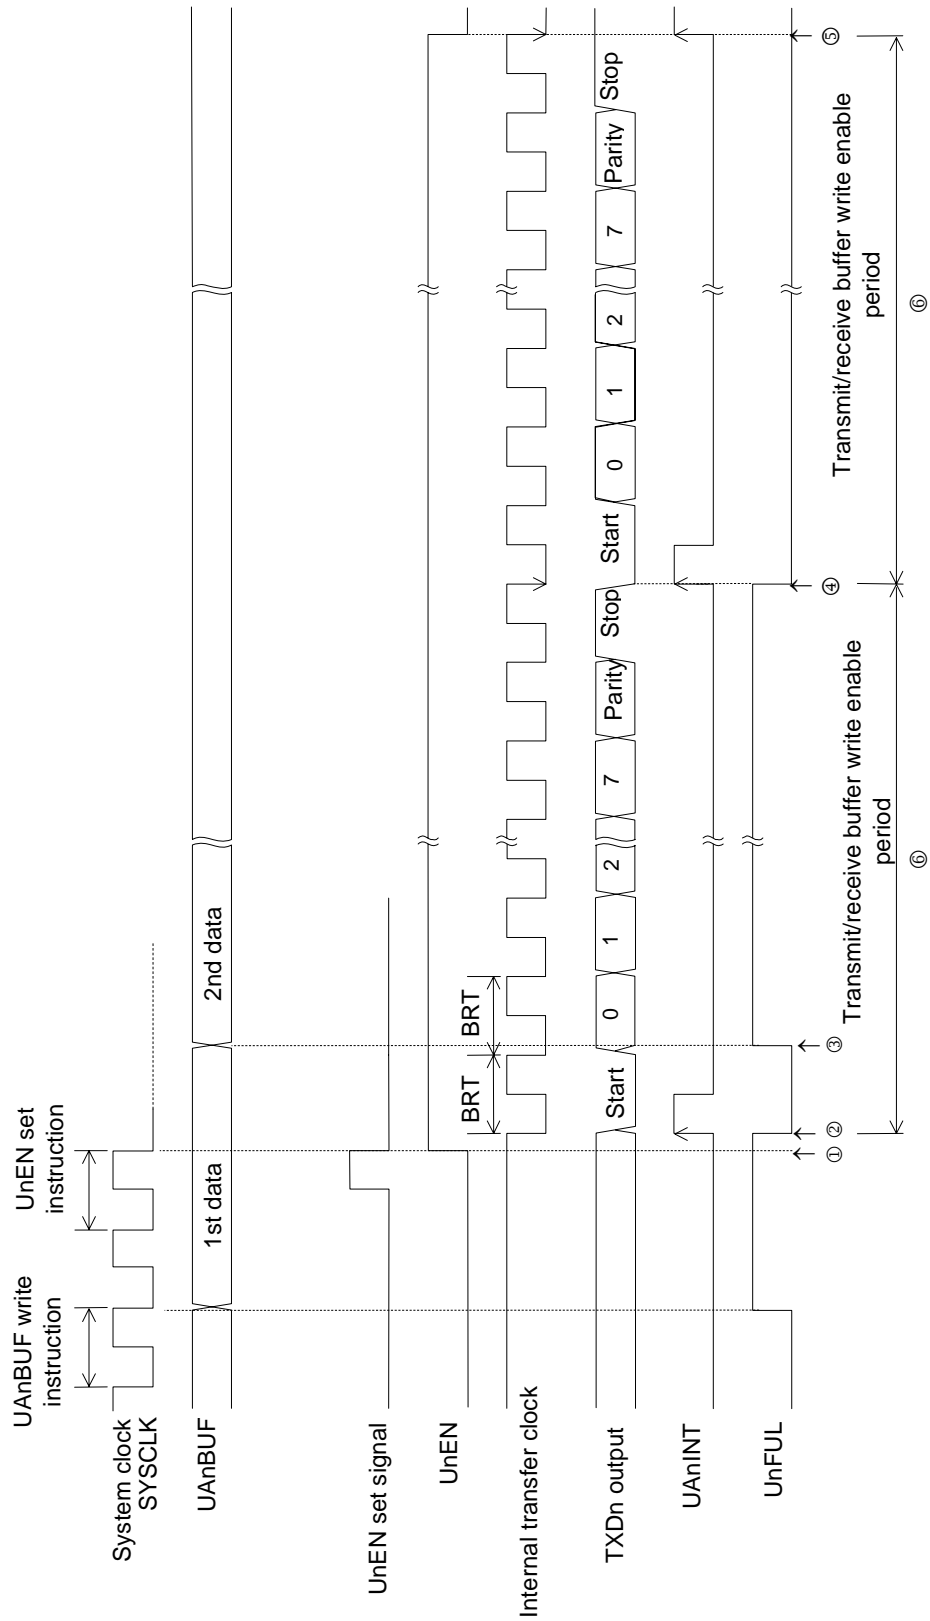 UAnBUF write
instruction
UnEN set
instruction
System clock
SYSCLK
UAnBUF
1st data
2nd data
UnEN set signal
UnEN
BRT
BRT
Internal transfer clock
TXDn output
Start
0
1
2
7
Parity
Stop
Start
0
1
2
7
Parity
Stop
UAnINT
UnFUL
①
②
③
④
⑤
Transmit/receive buffer write enable
period
Transmit/receive buffer write enable
period
⑥
⑥